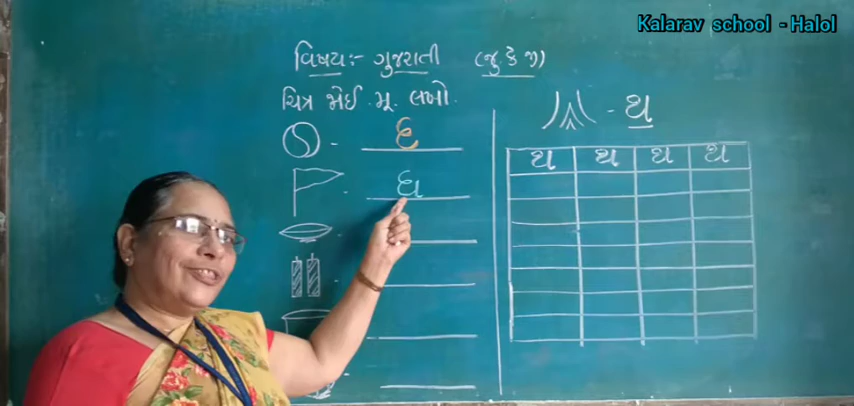 Kalarav school - Halol
વિષય:- ગુજરાતી (જુ કે જી)
ચિત્ર જોઈ મૂ. લખો.
- દ
- ધ
- થ
થ થ થ થ